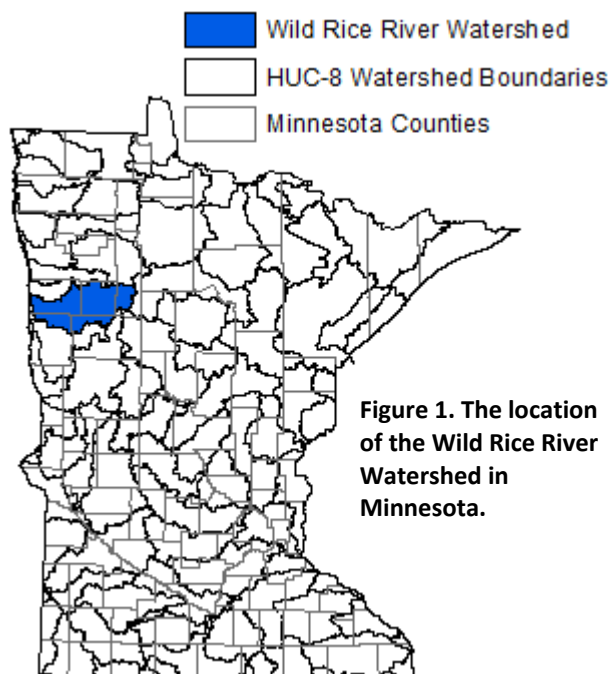 Wild Rice River Watershed
HUC-8 Watershed Boundaries
Minnesota Counties
Figure 1. The location
of the Wild Rice River
Watershed in
Minnesota.